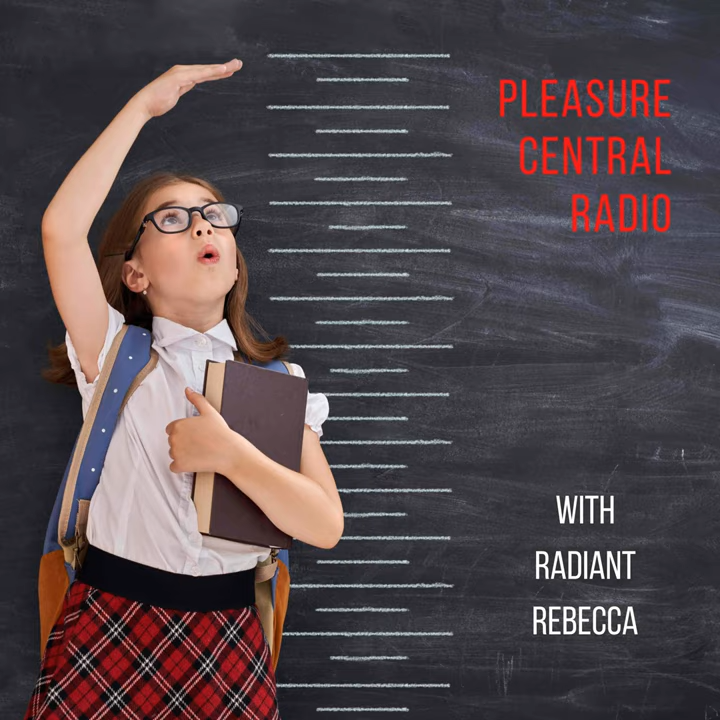 PLEASURE
CENTRAL
RADIO
WITH
RADIANT
REBECCA